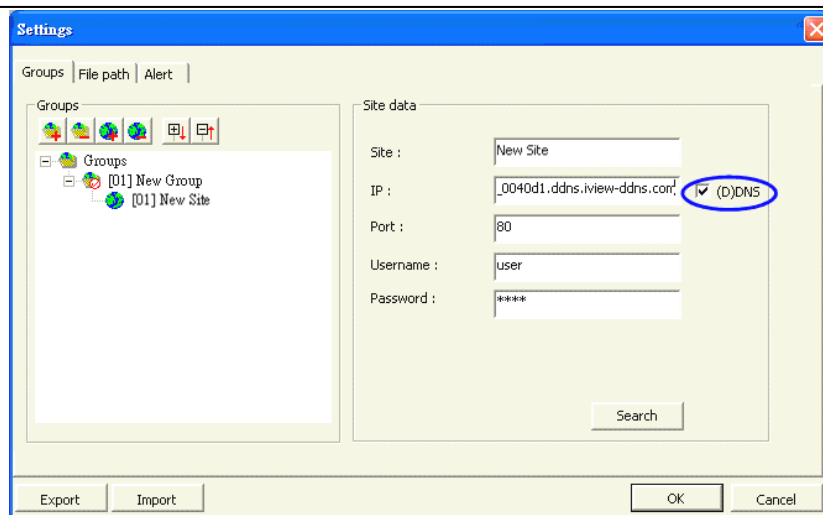 Settings
Groups File path Alert
Groups
Groups
[01] New Group
[01] New Site
Site data
Site : New Site
IP : _0040d1.ddns.iview-ddns.com (D)DNS
Port : 80
Username : user
Password : ****
Search
Export Import OK Cancel